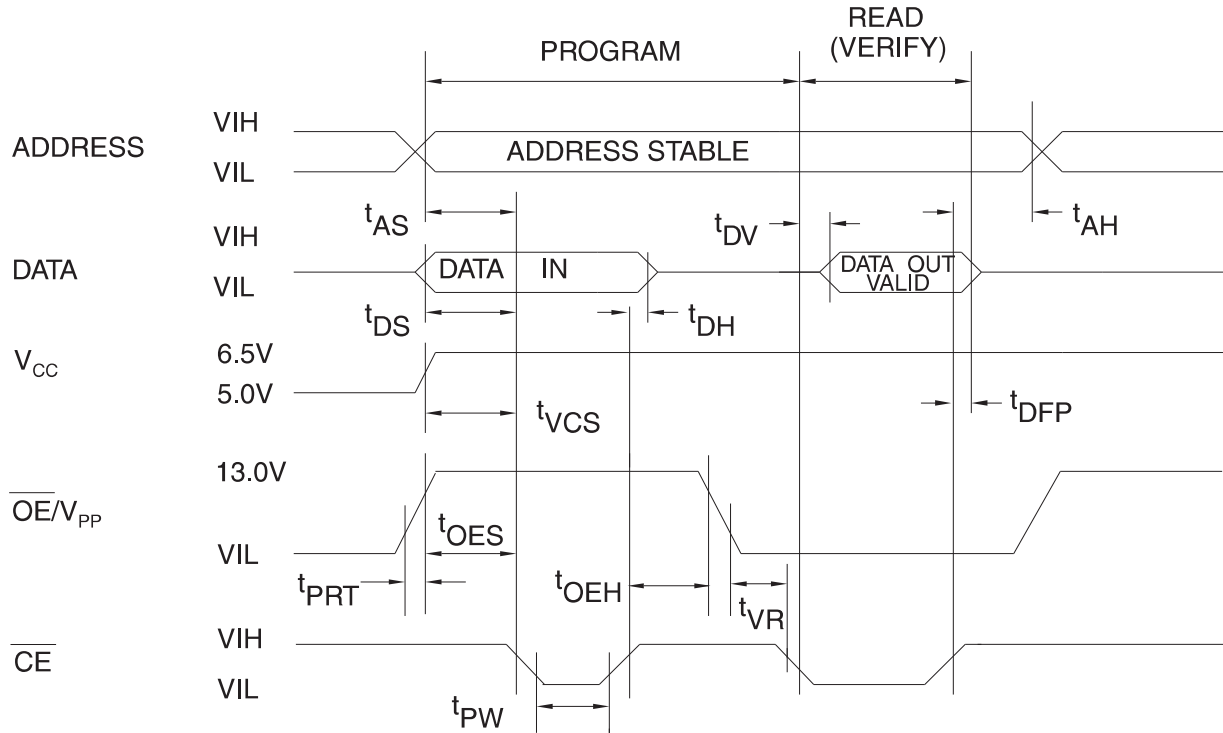 PROGRAM
READ
(VERIFY)
ADDRESS
VIH
VIL
ADDRESS STABLE
tAS
tDV
tAH
DATA
VIH
VIL
DATA IN
DATA OUT
VALID
tDS
tDH
VCC
6.5V
5.0V
tVCS
tDFP
OE/VPP
13.0V
VIL
tOES
tPRT
tOEH
tVR
CE
VIH
VIL
tPW